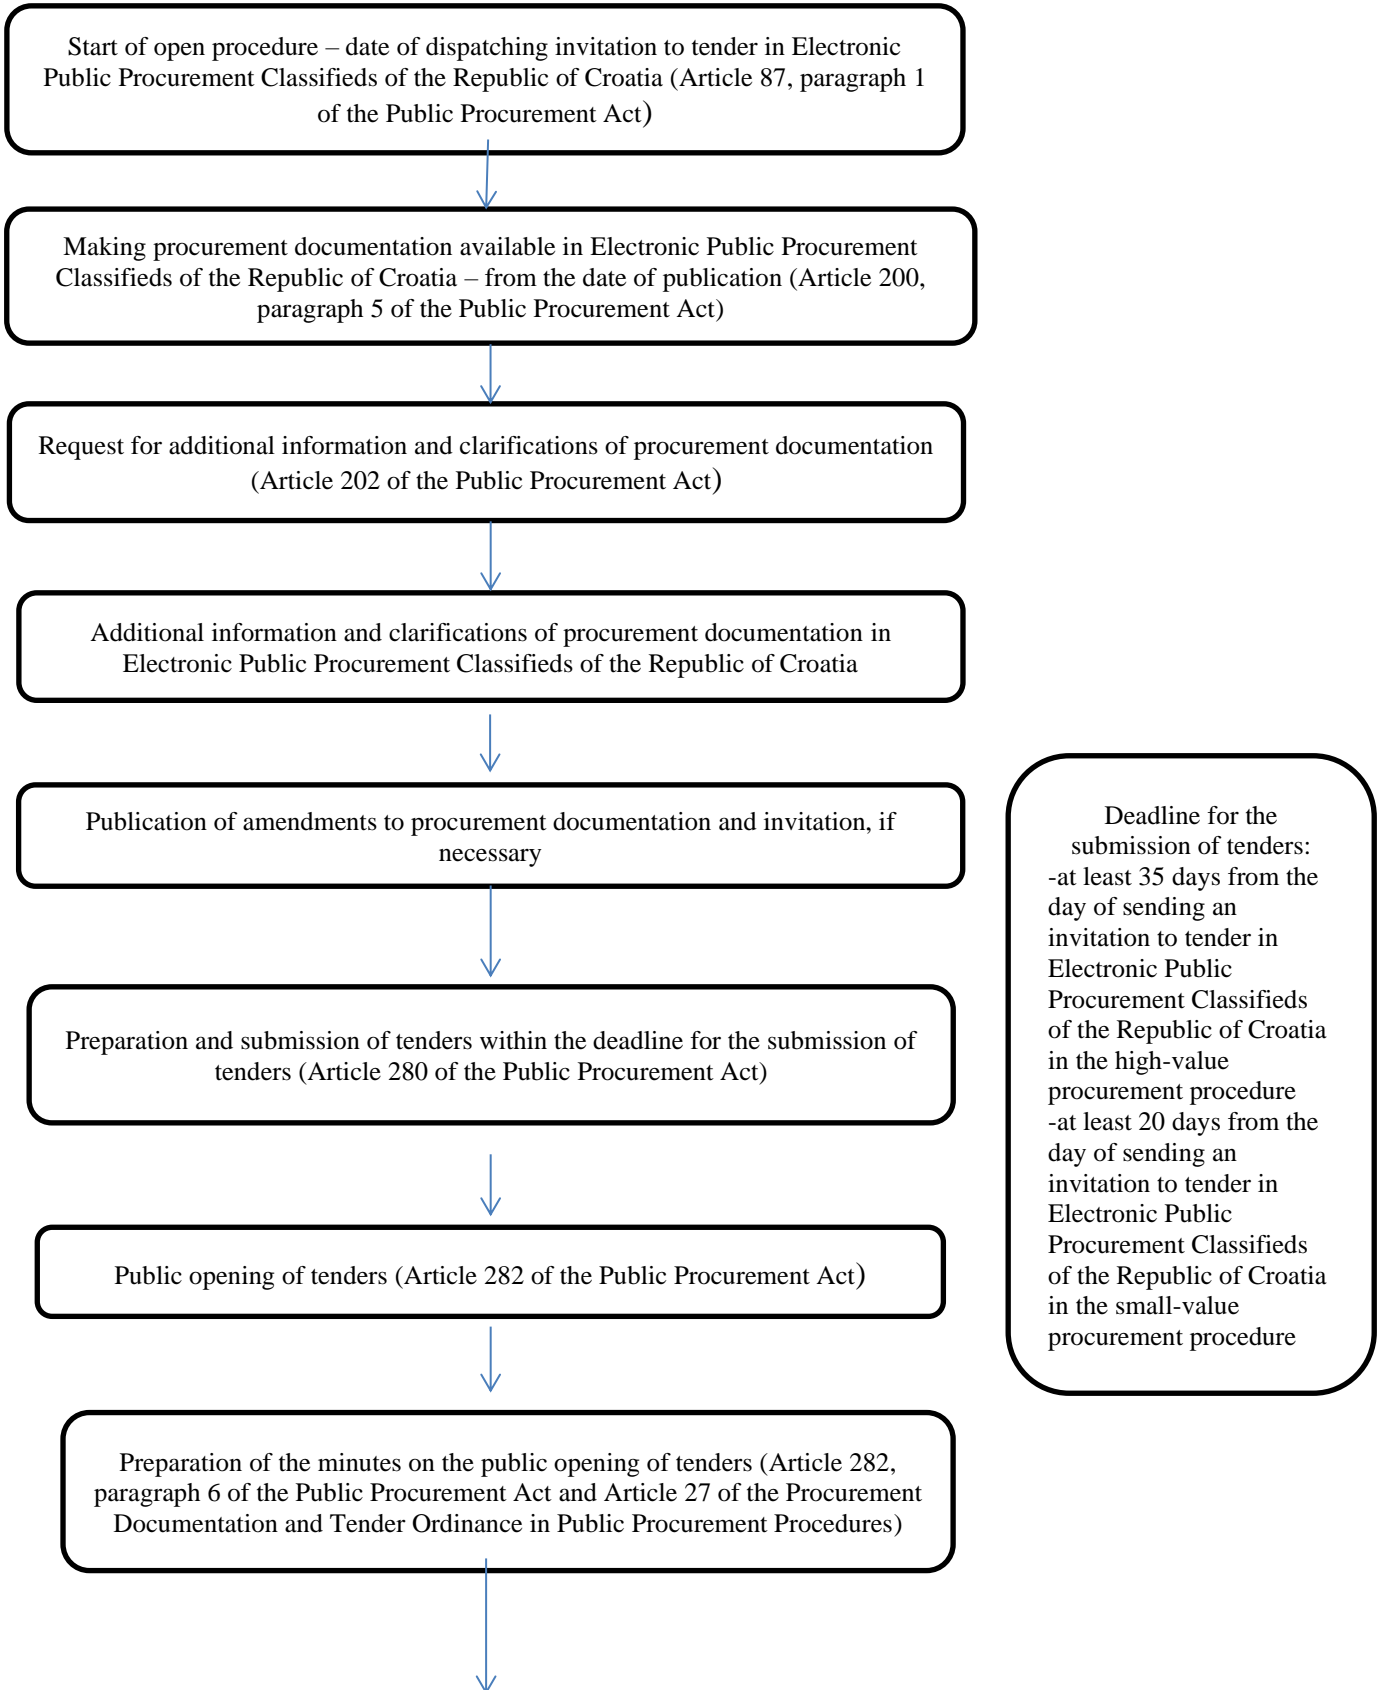 Start of open procedure – date of dispatching invitation to tender in Electronic
Public Procurement Classifieds of the Republic of Croatia (Article 87, paragraph 1
of the Public Procurement Act)
Making procurement documentation available in Electronic Public Procurement
Classifieds of the Republic of Croatia – from the date of publication (Article 200,
paragraph 5 of the Public Procurement Act)
Request for additional information and clarifications of procurement documentation
(Article 202 of the Public Procurement Act)
Additional information and clarifications of procurement documentation in
Electronic Public Procurement Classifieds of the Republic of Croatia
Publication of amendments to procurement documentation and invitation, if
necessary
Preparation and submission of tenders within the deadline for the submission of
tenders (Article 280 of the Public Procurement Act)
Public opening of tenders (Article 282 of the Public Procurement Act)
Preparation of the minutes on the public opening of tenders (Article 282,
paragraph 6 of the Public Procurement Act and Article 27 of the Procurement
Documentation and Tender Ordinance in Public Procurement Procedures)
Deadline for the
submission of tenders:
-at least 35 days from the
day of sending an
invitation to tender in
Electronic Public
Procurement Classifieds
of the Republic of Croatia
in the high-value
procurement procedure
-at least 20 days from the
day of sending an
invitation to tender in
Electronic Public
Procurement Classifieds
of the Republic of Croatia
in the small-value
procurement procedure